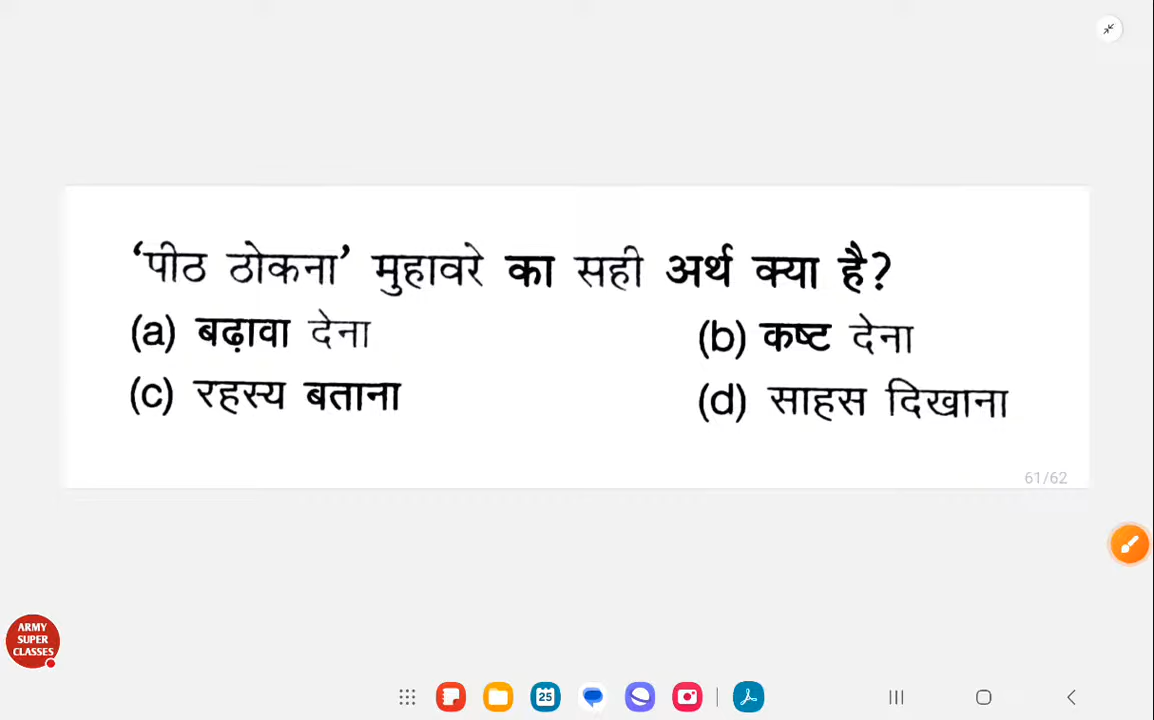 ‘पीठ ठोकना’ मुहावरे का सही अर्थ क्या है?
(a) बढ़ावा देना (b) कष्ट देना
(c) रहस्य बताना (d) साहस दिखाना
61/62
ARMY
SUPER
CLASSES
25